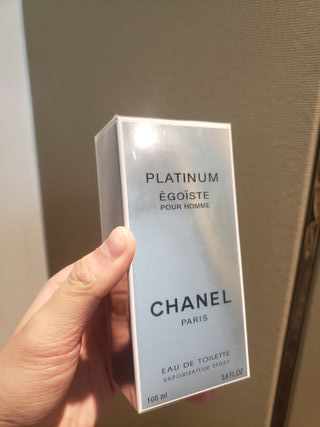 PLATINUM
ÉGOÏSTE
POUR HOMME
CHANEL
PARIS
EAU DE TOILETTE
VAPORISATEUR SPRAY
100 ml 3.4 FL.OZ